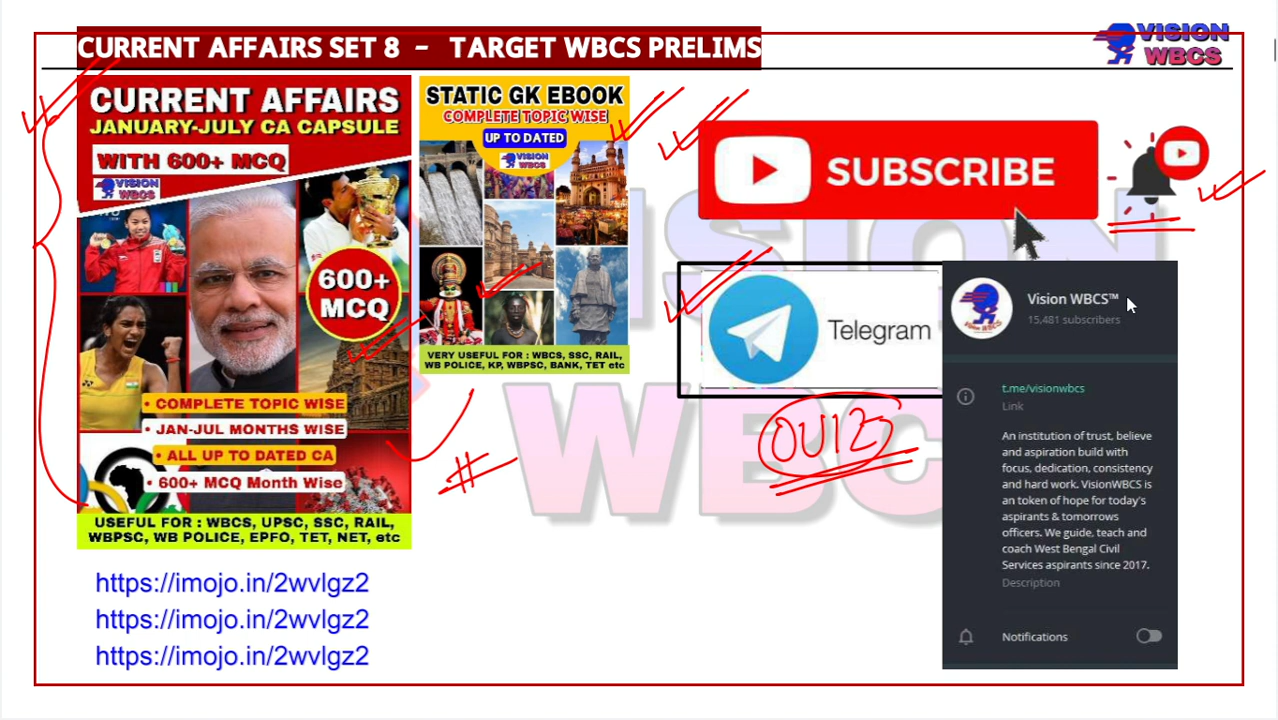 CURRENT AFFAIRS SET 8 - TARGET WBCS PRELIMS
VISION
WBCS
CURRENT AFFAIRS
JANUARY-JULY CA CAPSULE
WITH 600+ MCQ
VISION
WBCS
600+
MCQ
• COMPLETE TOPIC WISE
• JAN-JUL MONTHS WISE
• ALL UP TO DATED CA
• 600+ MCQ Month Wise
USEFUL FOR : WBCS, UPSC, SSC, RAIL,
WBPSC, WB POLICE, EPFO, TET, NET, etc
STATIC GK EBOOK
COMPLETE TOPIC WISE
UP TO DATED
VISION
WBCS
VERY USEFUL FOR : WBCS, SSC, RAIL,
WB POLICE, KP, WBPSC, BANK, TET etc
SUBSCRIBE
Telegram
QUIZ
Vision WBCS™
15,481 subscribers
t.me/visionwbcs
Link
An institution of trust, believe
and aspiration build with
focus, dedication, consistency
and hard work. VisionWBCS is
an token of hope for today's
aspirants & tomorrows
officers. We guide, teach and
coach West Bengal Civil
Services aspirants since 2017.
Description
Notifications
https://imojo.in/2wvlgz2
https://imojo.in/2wvlgz2
https://imojo.in/2wvlgz2
VISION
WBCS